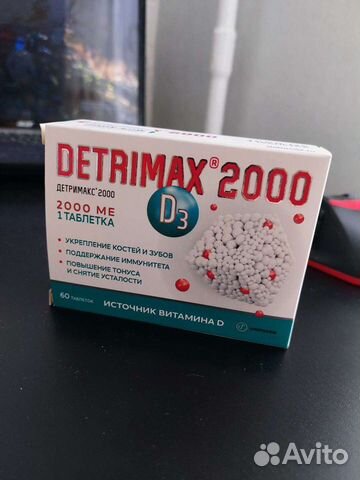 DETRIMAX® 2000
ДЕТРИМАКС® 2000
2000 МЕ
1 ТАБЛЕТКА
D3
• УКРЕПЛЕНИЕ КОСТЕЙ И ЗУБОВ
• ПОДДЕРЖАНИЕ ИММУНИТЕТА
• ПОВЫШЕНИЕ ТОНУСА
И СНЯТИЕ УСТАЛОСТИ
60 ТАБЛЕТОК
ИСТОЧНИК ВИТАМИНА D
Avito